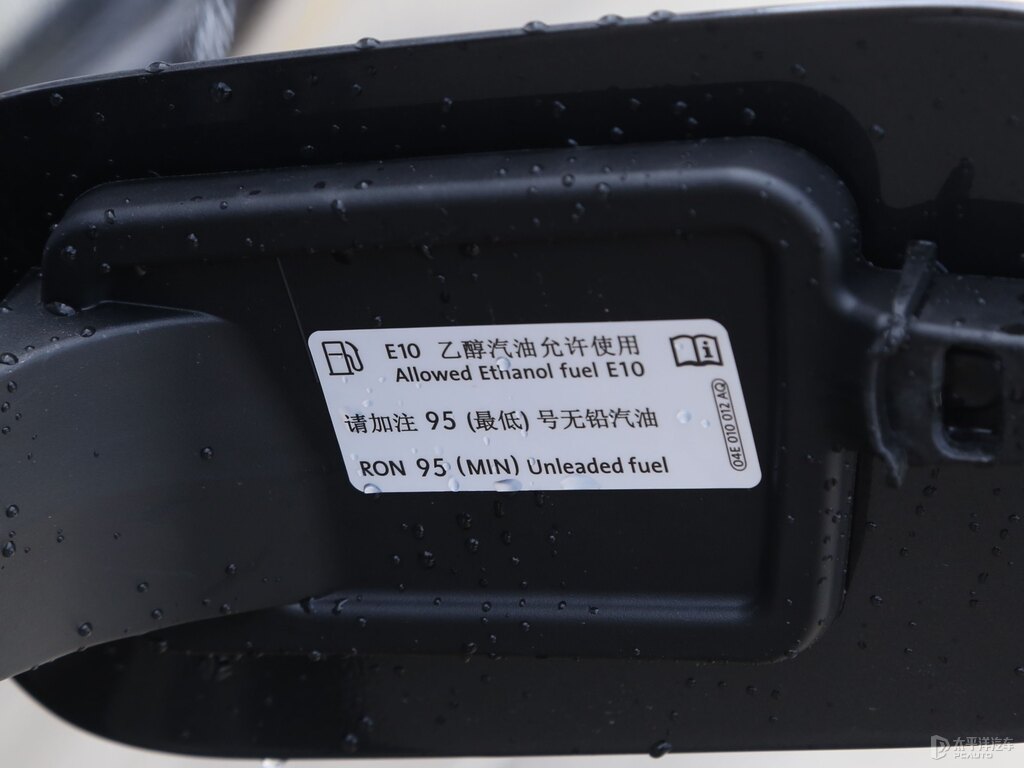 E10 乙醇汽油允许使用
Allowed Ethanol fuel E10
请加注 95 (最低) 号无铅汽油
RON 95 (MIN) Unleaded fuel
04E 010 012 AQ
太平洋汽车
PCAUTO